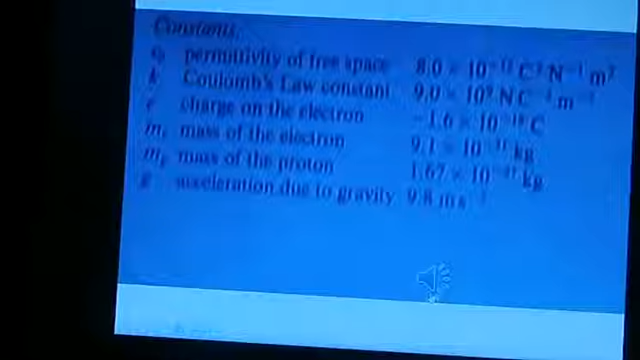 Constants.
ε₀ permittivity of free space 8.0 × 10⁻¹² C² N⁻¹ m²
k Coulomb's Law constant 9.0 × 10⁹ N C⁻² m⁻²
e charge on the electron −1.6 × 10⁻¹⁹ C
mₑ mass of the electron 9.1 × 10⁻³¹ kg
mₚ mass of the proton 1.67 × 10⁻²⁷ kg
g acceleration due to gravity 9.8 m s⁻²